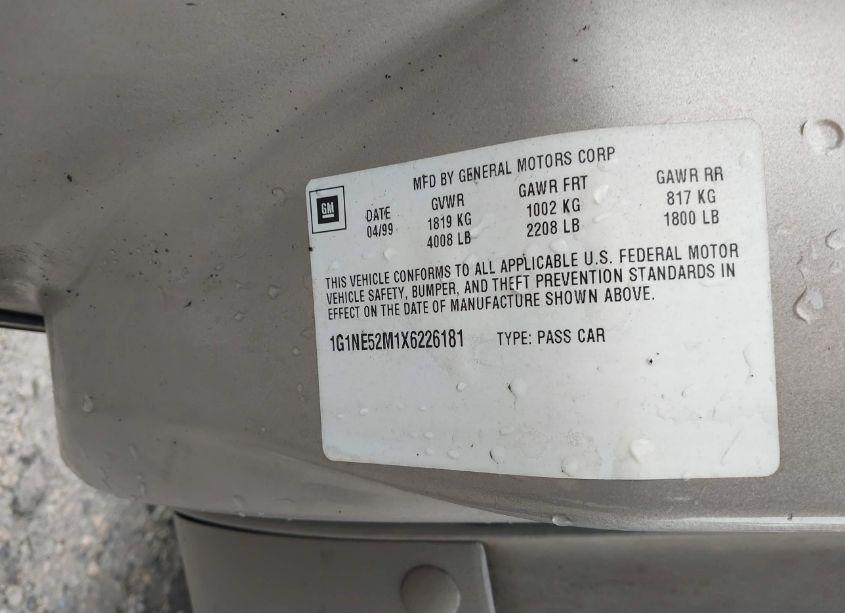 MFD BY GENERAL MOTORS CORP
GM
DATE GVWR GAWR FRT GAWR RR
04/99 1819 KG 1002 KG 817 KG
4008 LB 2208 LB 1800 LB
THIS VEHICLE CONFORMS TO ALL APPLICABLE U.S. FEDERAL MOTOR
VEHICLE SAFETY, BUMPER, AND THEFT PREVENTION STANDARDS IN
EFFECT ON THE DATE OF MANUFACTURE SHOWN ABOVE.
1G1NE52M1X6226181 TYPE: PASS CAR